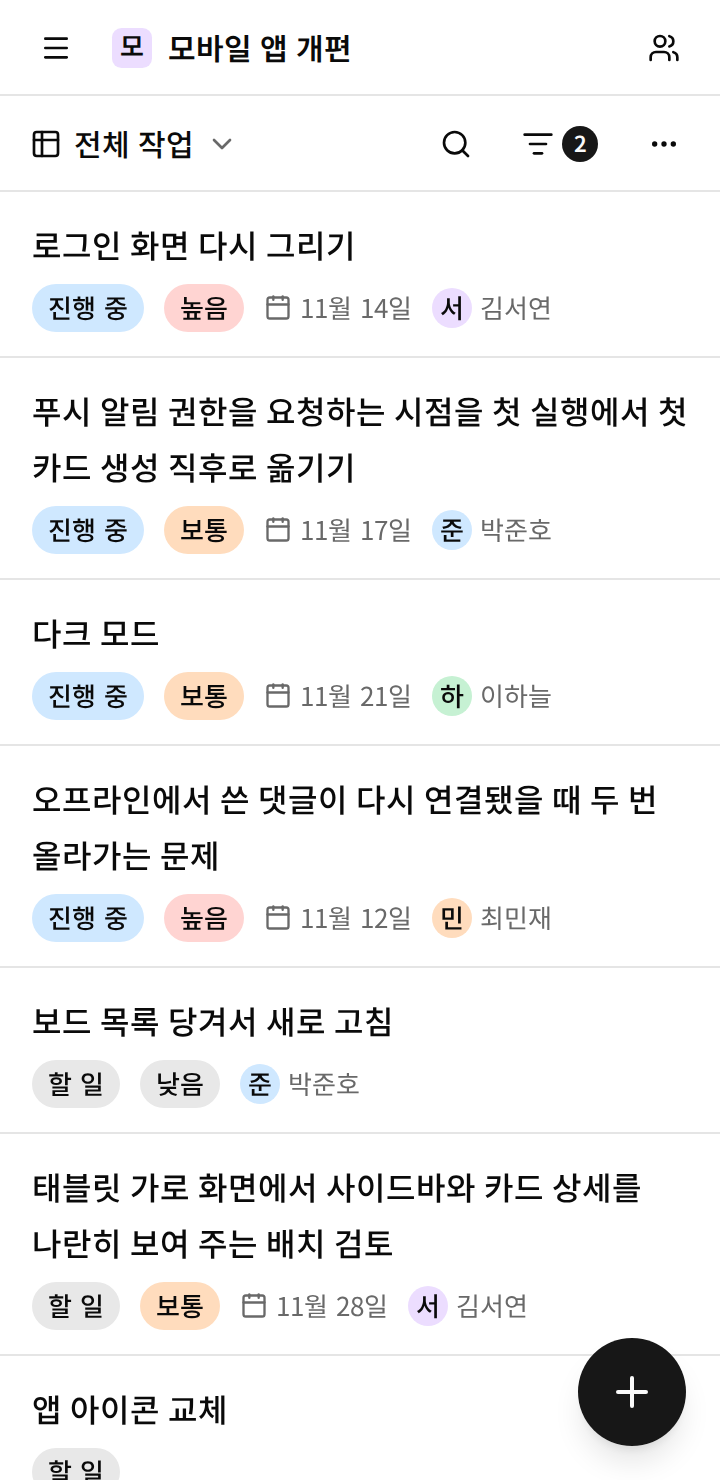 모 모바일 앱 개편
전체 작업 2
로그인 화면 다시 그리기
진행 중 높음 11월 14일 서 김서연
푸시 알림 권한을 요청하는 시점을 첫 실행에서 첫
카드 생성 직후로 옮기기
진행 중 보통 11월 17일 준 박준호
다크 모드
진행 중 보통 11월 21일 하 이하늘
오프라인에서 쓴 댓글이 다시 연결됐을 때 두 번
올라가는 문제
진행 중 높음 11월 12일 민 최민재
보드 목록 당겨서 새로 고침
할 일 낮음 준 박준호
태블릿 가로 화면에서 사이드바와 카드 상세를
나란히 보여 주는 배치 검토
할 일 보통 11월 28일 서 김서연
앱 아이콘 교체
할 일